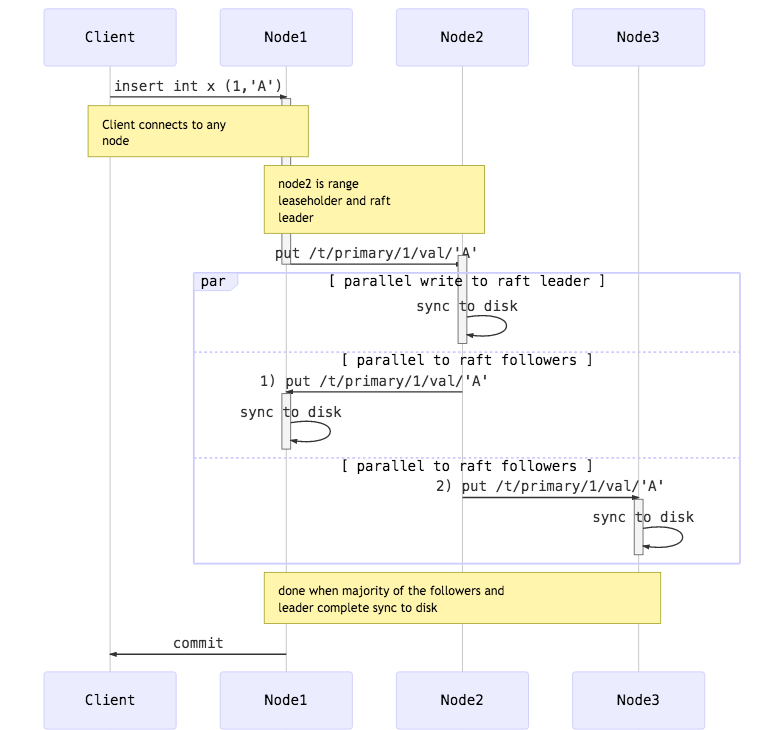 Client Node1 Node2 Node3
insert int x (1,'A')
Client connects to any
node
node2 is range
leaseholder and raft
leader
put /t/primary/1/val/'A'
par
[ parallel write to raft leader ]
sync to disk
[ parallel to raft followers ]
1) put /t/primary/1/val/'A'
sync to disk
[ parallel to raft followers ]
2) put /t/primary/1/val/'A'
sync to disk
done when majority of the followers and
leader complete sync to disk
commit
Client Node1 Node2 Node3